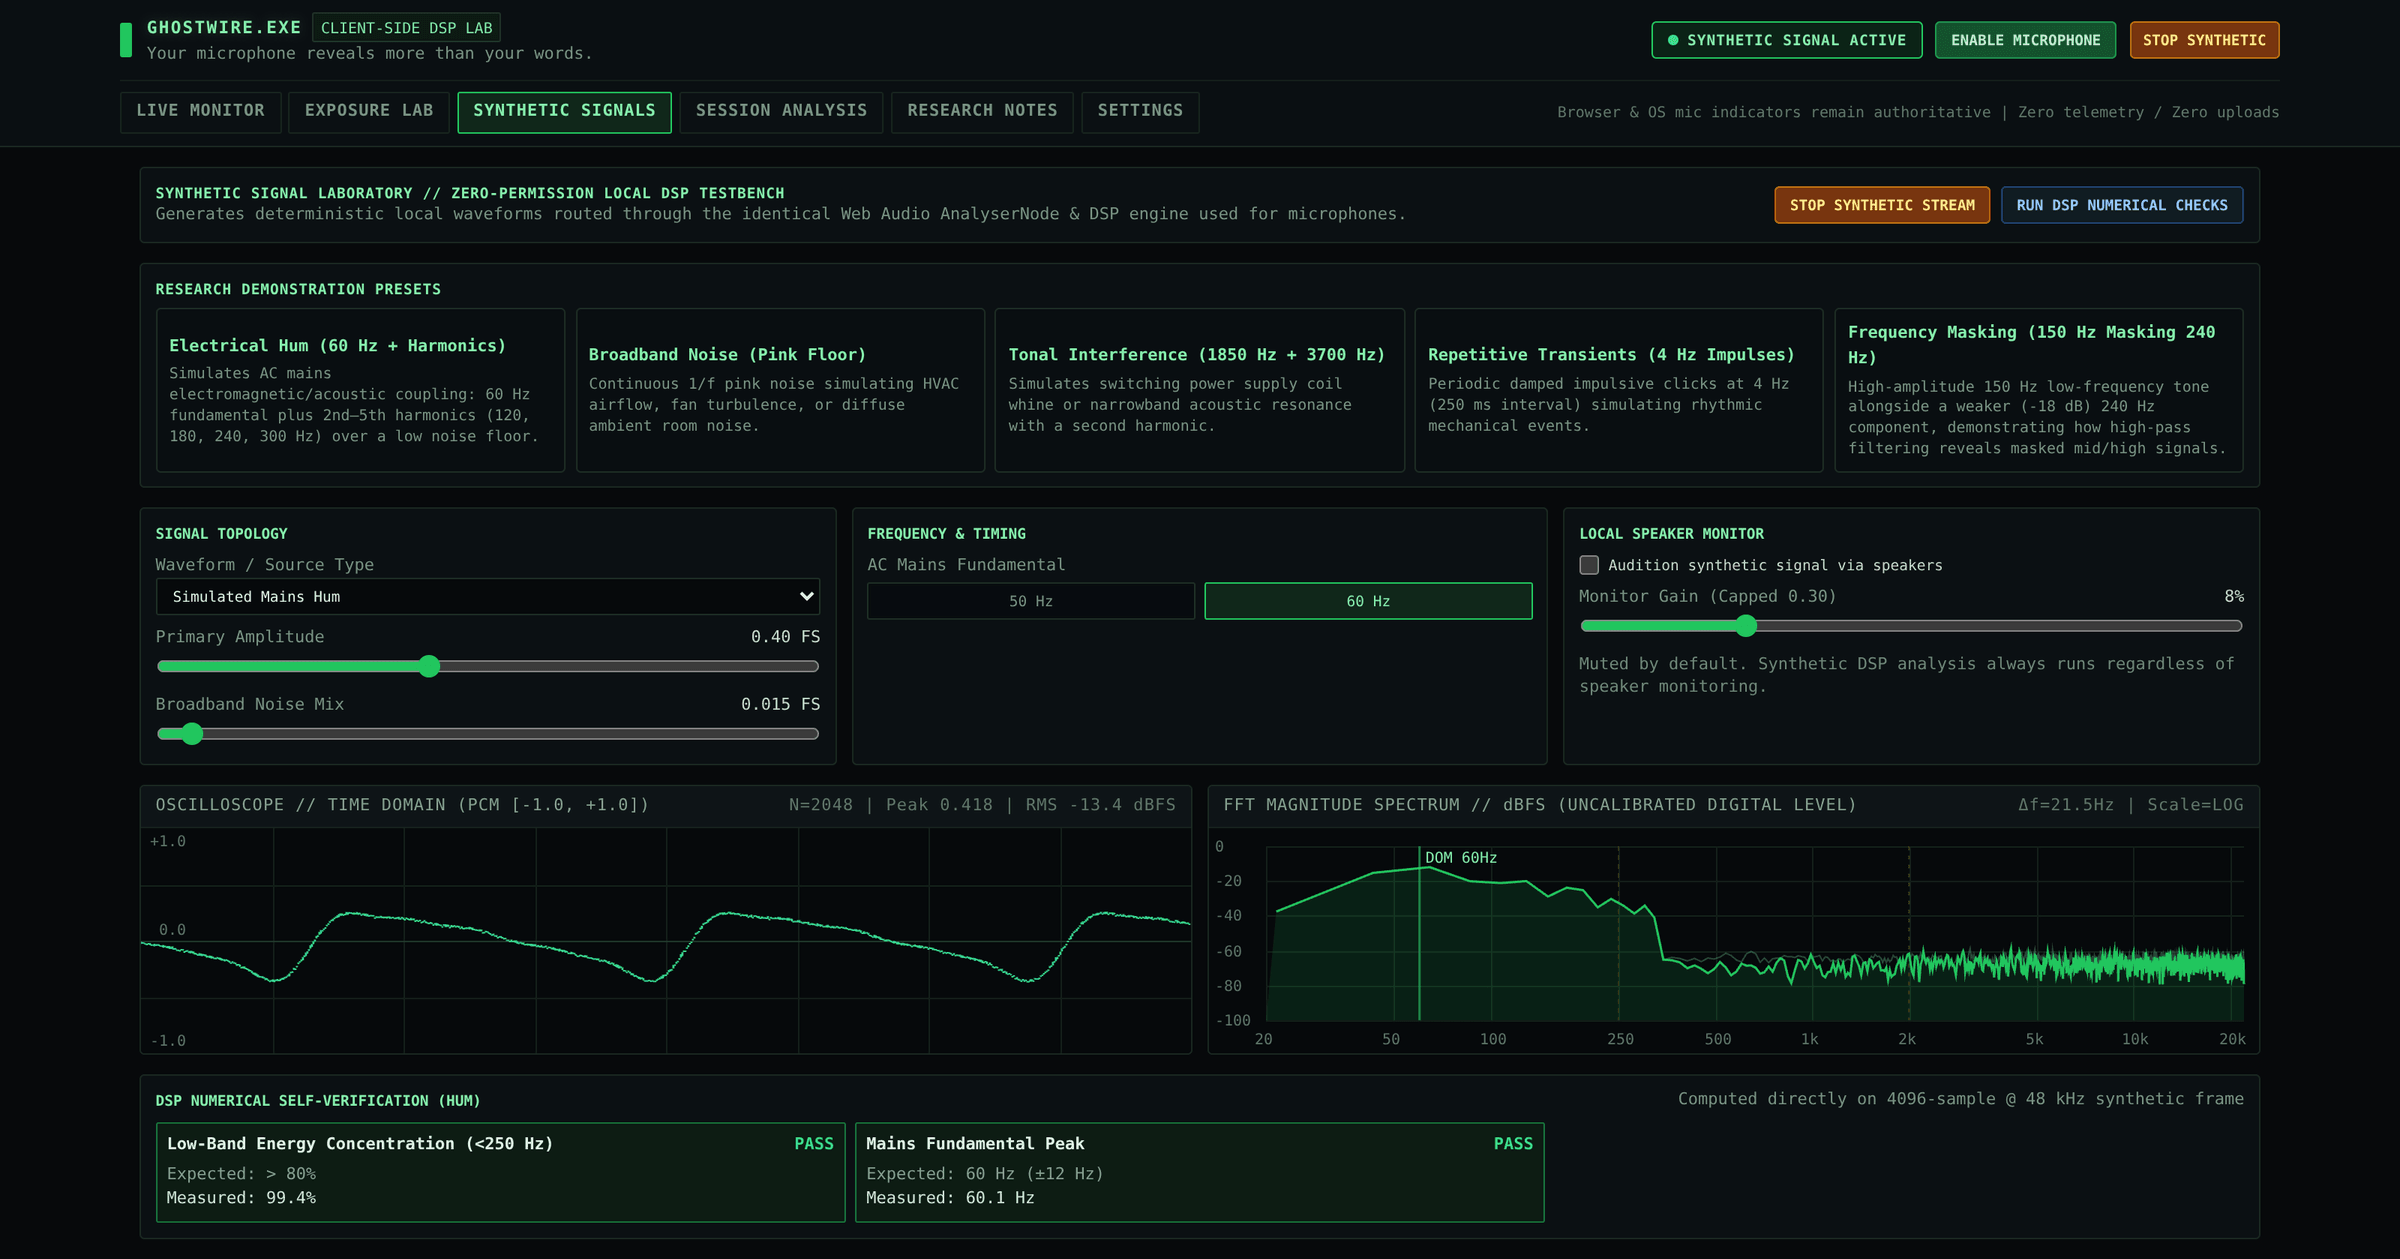 GHOSTWIRE.EXE CLIENT-SIDE DSP LAB
Your microphone reveals more than your words.
SYNTHETIC SIGNAL ACTIVE
ENABLE MICROPHONE
STOP SYNTHETIC
LIVE MONITOR
EXPOSURE LAB
SYNTHETIC SIGNALS
SESSION ANALYSIS
RESEARCH NOTES
SETTINGS
Browser & OS mic indicators remain authoritative | Zero telemetry / Zero uploads
SYNTHETIC SIGNAL LABORATORY // ZERO-PERMISSION LOCAL DSP TESTBENCH
Generates deterministic local waveforms routed through the identical Web Audio AnalyserNode & DSP engine used for microphones.
STOP SYNTHETIC STREAM
RUN DSP NUMERICAL CHECKS
RESEARCH DEMONSTRATION PRESETS
Electrical Hum (60 Hz + Harmonics)
Simulates AC mains
electromagnetic/acoustic coupling: 60 Hz
fundamental plus 2nd–5th harmonics (120,
180, 240, 300 Hz) over a low noise floor.
Broadband Noise (Pink Floor)
Continuous 1/f pink noise simulating HVAC
airflow, fan turbulence, or diffuse
ambient room noise.
Tonal Interference (1850 Hz + 3700 Hz)
Simulates switching power supply coil
whine or narrowband acoustic resonance
with a second harmonic.
Repetitive Transients (4 Hz Impulses)
Periodic damped impulsive clicks at 4 Hz
(250 ms interval) simulating rhythmic
mechanical events.
Frequency Masking (150 Hz Masking 240
Hz)
High-amplitude 150 Hz low-frequency tone
alongside a weaker (-18 dB) 240 Hz
component, demonstrating how high-pass
filtering reveals masked mid/high signals.
SIGNAL TOPOLOGY
Waveform / Source Type
Simulated Mains Hum
Primary Amplitude 0.40 FS
Broadband Noise Mix 0.015 FS
FREQUENCY & TIMING
AC Mains Fundamental
50 Hz
60 Hz
LOCAL SPEAKER MONITOR
Audition synthetic signal via speakers
Monitor Gain (Capped 0.30) 8%
Muted by default. Synthetic DSP analysis always runs regardless of
speaker monitoring.
OSCILLOSCOPE // TIME DOMAIN (PCM [-1.0, +1.0]) N=2048 | Peak 0.418 | RMS -13.4 dBFS
+1.0
0.0
-1.0
FFT MAGNITUDE SPECTRUM // dBFS (UNCALIBRATED DIGITAL LEVEL) Δf=21.5Hz | Scale=LOG
DOM 60Hz
0
-20
-40
-60
-80
-100
20 50 100 250 500 1k 2k 5k 10k 20k
DSP NUMERICAL SELF-VERIFICATION (HUM) Computed directly on 4096-sample @ 48 kHz synthetic frame
Low-Band Energy Concentration (<250 Hz) PASS
Expected: > 80%
Measured: 99.4%
Mains Fundamental Peak PASS
Expected: 60 Hz (±12 Hz)
Measured: 60.1 Hz